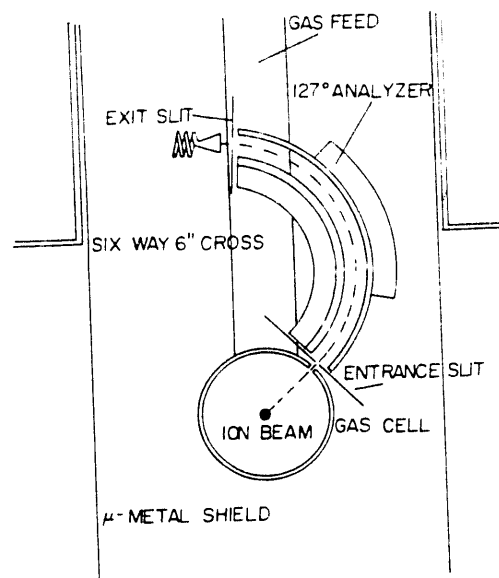 GAS FEED
127° ANALYZER
EXIT SLIT
SIX WAY 6" CROSS
ENTRANCE SLIT
ION BEAM
GAS CELL
μ-METAL SHIELD